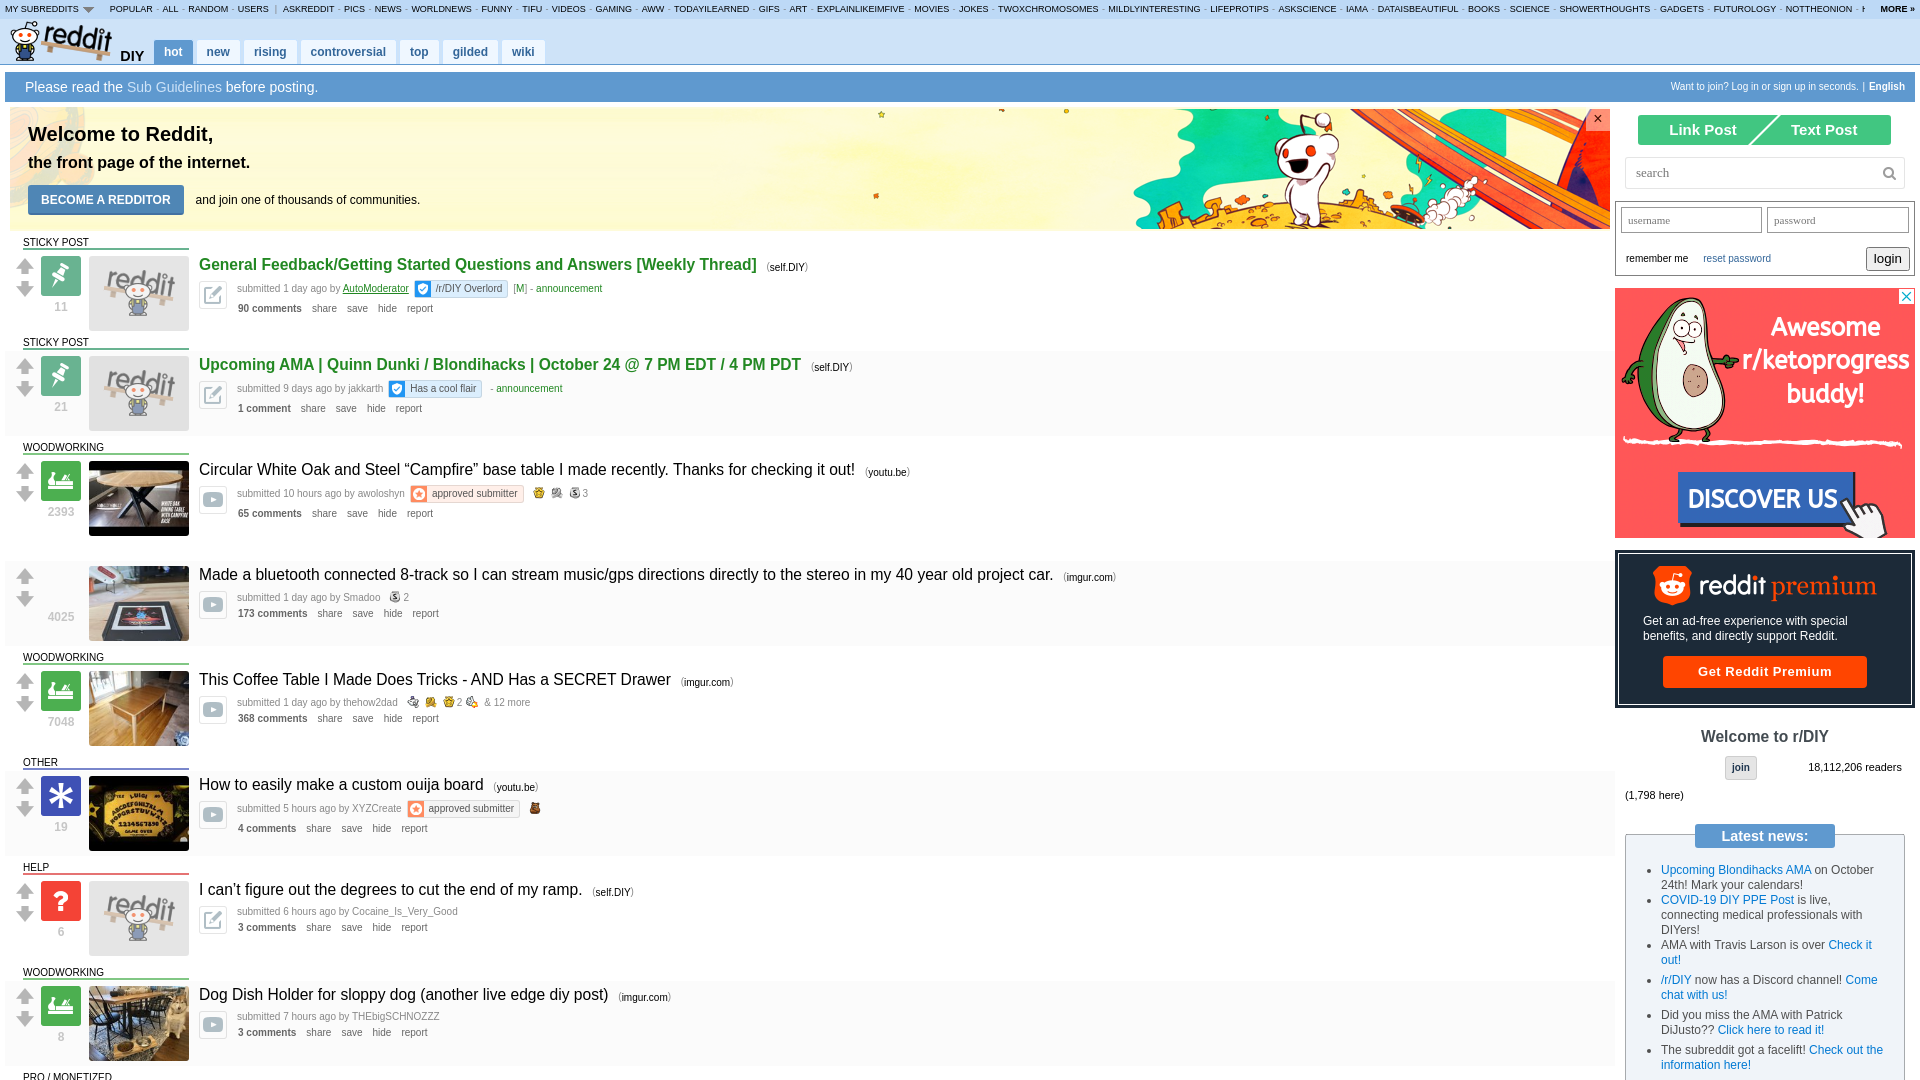 MY SUBREDDITS POPULAR - ALL - RANDOM - USERS | ASKREDDIT - PICS - NEWS - WORLDNEWS - FUNNY - TIFU - VIDEOS - GAMING - AWW - TODAYILEARNED - GIFS - ART - EXPLAINLIKEIMFIVE - MOVIES - JOKES - TWOXCHROMOSOMES - MILDLYINTERESTING - LIFEPROTIPS - ASKSCIENCE - IAMA - DATAISBEAUTIFUL - BOOKS - SCIENCE - SHOWERTHOUGHTS - GADGETS - FUTUROLOGY - NOTTHEONION - MORE »
reddit DIY hot new rising controversial top gilded wiki
Please read the Sub Guidelines before posting.
Want to join? Log in or sign up in seconds. | English
Welcome to Reddit,
the front page of the internet.
BECOME A REDDITOR and join one of thousands of communities.
×
STICKY POST
General Feedback/Getting Started Questions and Answers [Weekly Thread] (self.DIY)
submitted 1 day ago by AutoModerator /r/DIY Overlord [M] - announcement
11
90 comments share save hide report
reddit
STICKY POST
Upcoming AMA | Quinn Dunki / Blondihacks | October 24 @ 7 PM EDT / 4 PM PDT (self.DIY)
submitted 9 days ago by jakkarth Has a cool flair - announcement
21
1 comment share save hide report
reddit
WOODWORKING
Circular White Oak and Steel “Campfire” base table I made recently. Thanks for checking it out! (youtu.be)
submitted 10 hours ago by awoloshyn approved submitter 3
2393
65 comments share save hide report
WHITE OAK
DINING TABLE
WITH CAMPFIRE
BASE
Made a bluetooth connected 8-track so I can stream music/gps directions directly to the stereo in my 40 year old project car. (imgur.com)
submitted 1 day ago by Smadoo 2
4025
173 comments share save hide report
WOODWORKING
This Coffee Table I Made Does Tricks - AND Has a SECRET Drawer (imgur.com)
submitted 1 day ago by thehow2dad 2 & 12 more
7048
368 comments share save hide report
OTHER
How to easily make a custom ouija board (youtu.be)
submitted 5 hours ago by XYZCreate approved submitter
19
4 comments share save hide report
YES LUIGI NO
ABCDEFGHIJKLM
NOPQRSTUVWXYZ
1234567890
GAME OVER
HELP
I can’t figure out the degrees to cut the end of my ramp. (self.DIY)
submitted 6 hours ago by Cocaine_Is_Very_Good
?
6
3 comments share save hide report
reddit
WOODWORKING
Dog Dish Holder for sloppy dog (another live edge diy post) (imgur.com)
submitted 7 hours ago by THEbigSCHNOZZZ
8
3 comments share save hide report
PRO / MONETIZED
Link Post Text Post
search
username password
remember me reset password login
Awesome
r/ketoprogress
buddy!
DISCOVER US
reddit premium
Get an ad-free experience with special
benefits, and directly support Reddit.
Get Reddit Premium
Welcome to r/DIY
join 18,112,206 readers
(1,798 here)
Latest news:
• Upcoming Blondihacks AMA on October
24th! Mark your calendars!
• COVID-19 DIY PPE Post is live,
connecting medical professionals with
DIYers!
• AMA with Travis Larson is over Check it
out!
• /r/DIY now has a Discord channel! Come
chat with us!
• Did you miss the AMA with Patrick
DiJusto?? Click here to read it!
• The subreddit got a facelift! Check out the
information here!